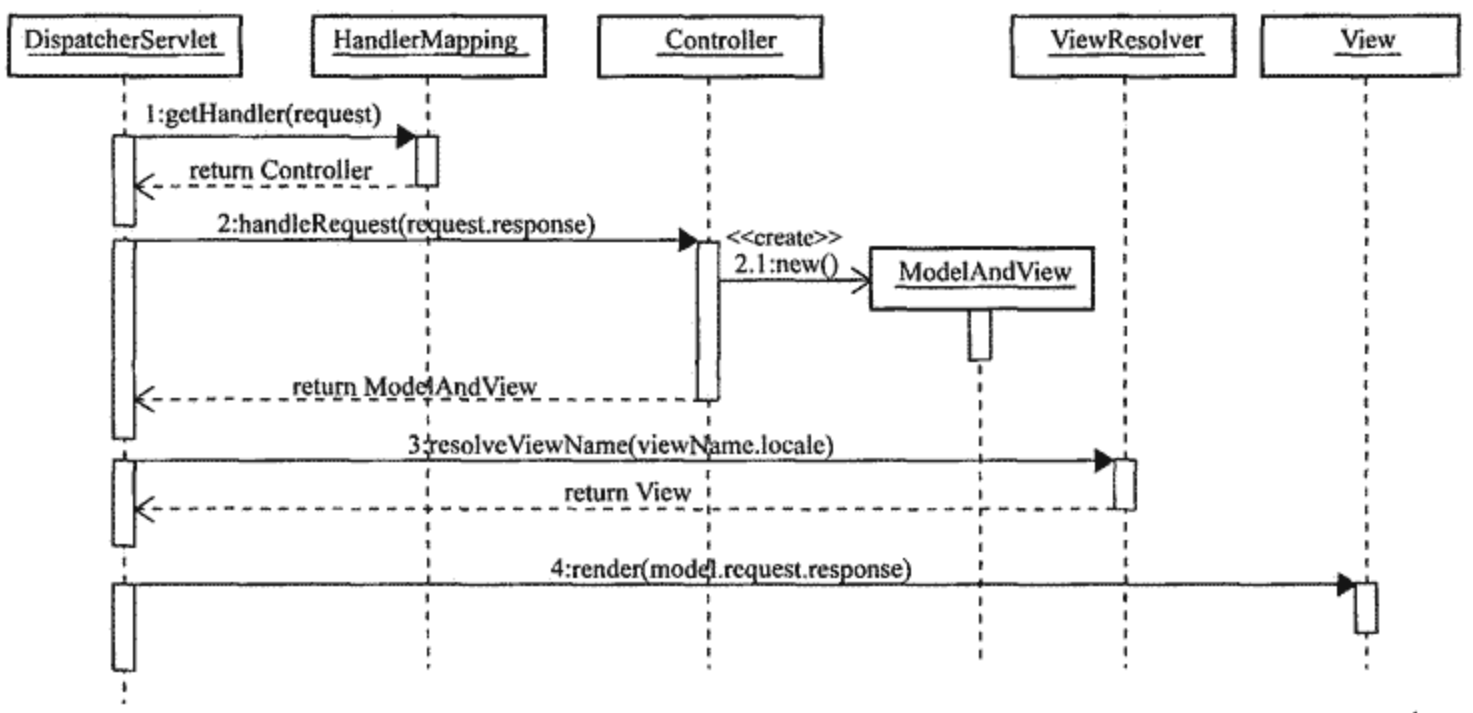 DispatcherServlet
HandlerMapping
Controller
ViewResolver
View
1:getHandler(request)
return Controller
2:handleRequest(request.response)
<<create>>
2.1:new()
ModelAndView
return ModelAndView
3:resolveViewName(viewName.locale)
return View
4:render(model.request.response)